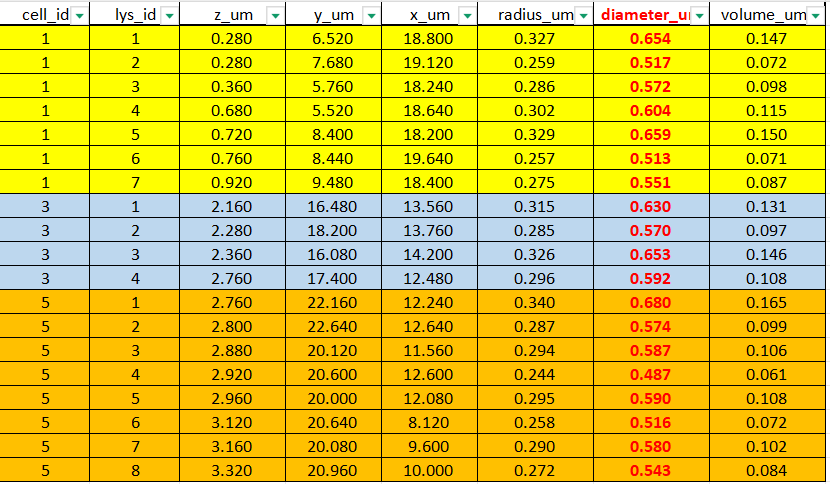 cell_id lys_id z_um y_um x_um radius_um diameter_u volume_um
1 1 0.280 6.520 18.800 0.327 0.654 0.147
1 2 0.280 7.680 19.120 0.259 0.517 0.072
1 3 0.360 5.760 18.240 0.286 0.572 0.098
1 4 0.680 5.520 18.640 0.302 0.604 0.115
1 5 0.720 8.400 18.200 0.329 0.659 0.150
1 6 0.760 8.440 19.640 0.257 0.513 0.071
1 7 0.920 9.480 18.400 0.275 0.551 0.087
3 1 2.160 16.480 13.560 0.315 0.630 0.131
3 2 2.280 18.200 13.760 0.285 0.570 0.097
3 3 2.360 16.080 14.200 0.326 0.653 0.146
3 4 2.760 17.400 12.480 0.296 0.592 0.108
5 1 2.760 22.160 12.240 0.340 0.680 0.165
5 2 2.800 22.640 12.640 0.287 0.574 0.099
5 3 2.880 20.120 11.560 0.294 0.587 0.106
5 4 2.920 20.600 12.600 0.244 0.487 0.061
5 5 2.960 20.000 12.080 0.295 0.590 0.108
5 6 3.120 20.640 8.120 0.258 0.516 0.072
5 7 3.160 20.080 9.600 0.290 0.580 0.102
5 8 3.320 20.960 10.000 0.272 0.543 0.084